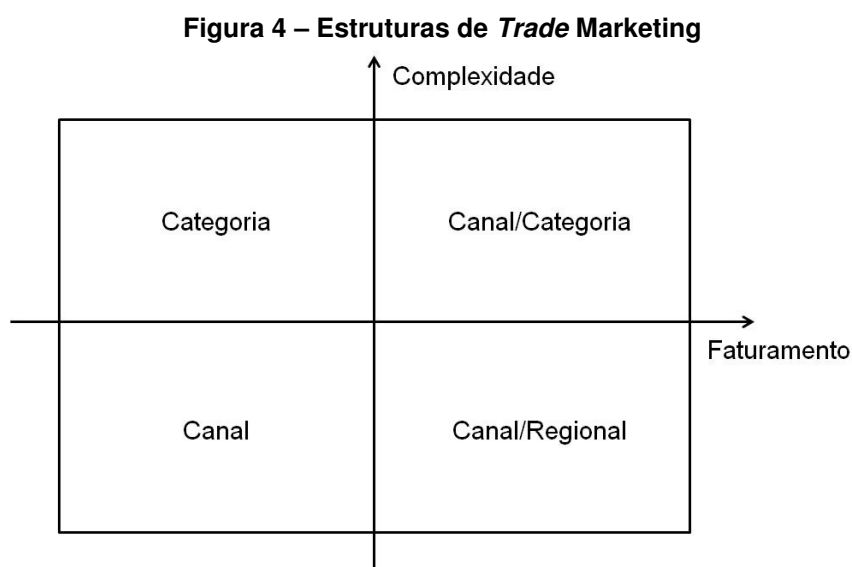 Figura 4 – Estruturas de Trade Marketing
Complexidade
Categoria
Canal/Categoria
Faturamento
Canal
Canal/Regional